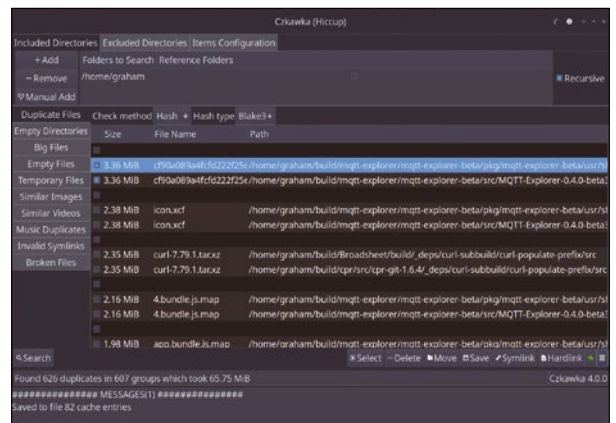 Czkawka (Hiccup)
Included Directories Excluded Directories Items Configuration
+ Add Folders to Search Reference Folders
− Remove /home/graham Recursive
Manual Add
Duplicate Files Check method Hash Hash type Blake3
Empty Directories Size File Name Path
Big Files
Empty Files 3.36 MiB cf90a089a4fcfd222f25 /home/graham/build/mqtt-explorer/mqtt-explorer-beta/pkg/mqtt-explorer-beta/usr/sl
Temporary Files 3.36 MiB cf90a089a4fcfd222f25 /home/graham/build/mqtt-explorer/mqtt-explorer-beta/src/MQTT-Explorer-0.4.0-beta3
Similar Images
Similar Videos 2.38 MiB icon.xcf /home/graham/build/mqtt-explorer/mqtt-explorer-beta/pkg/mqtt-explorer-beta/usr/sl
Music Duplicates 2.38 MiB icon.xcf /home/graham/build/mqtt-explorer/mqtt-explorer-beta/src/MQTT-Explorer-0.4.0-beta3
Invalid Symlinks
Broken Files 2.35 MiB curl-7.79.1.tar.xz /home/graham/build/Broadsheet/build/_deps/curl-subbuild/curl-populate-prefix/src
2.35 MiB curl-7.79.1.tar.xz /home/graham/build/cpr/src/cpr-git-1.6.4/_deps/curl-subbuild/curl-populate-prefix/src
2.16 MiB 4.bundle.js.map /home/graham/build/mqtt-explorer/mqtt-explorer-beta/pkg/mqtt-explorer-beta/usr/sl
2.16 MiB 4.bundle.js.map /home/graham/build/mqtt-explorer/mqtt-explorer-beta/src/MQTT-Explorer-0.4.0-beta3
1.98 MiB app.bundle.js.map /home/graham/build/mqtt-explorer/mqtt-explorer-beta/pkg/mqtt-explorer-beta/usr/sl
Search Select Delete Move Save Symlink Hardlink
Found 626 duplicates in 607 groups which took 65.75 MiB Czkawka 4.0.0
############### MESSAGES(1) ###############
Saved to file 82 cache entries